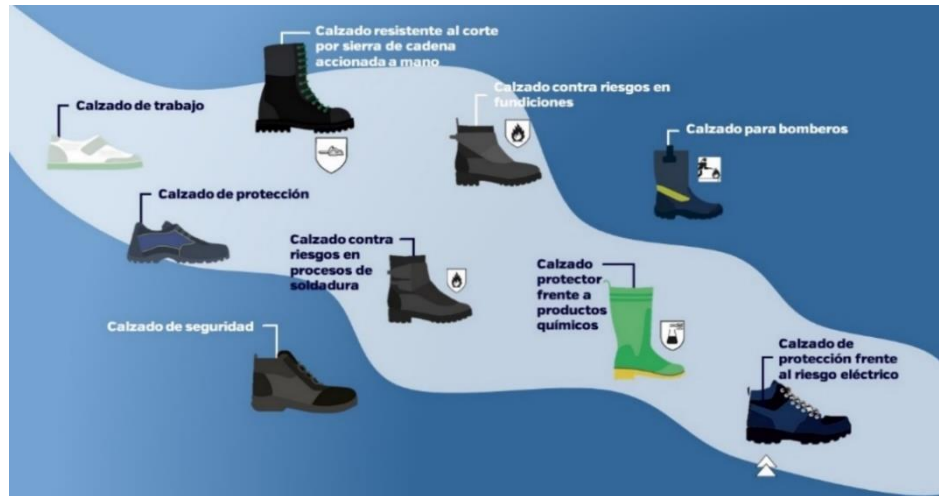 Calzado resistente al corte
por sierra de cadena
accionada a mano
Calzado contra riesgos en
fundiciones
Calzado de trabajo
Calzado para bomberos
Calzado de protección
Calzado contra
riesgos en
procesos de
soldadura
Calzado
protector
frente a
productos
químicos
Calzado de seguridad
Calzado de
protección frente
al riesgo eléctrico